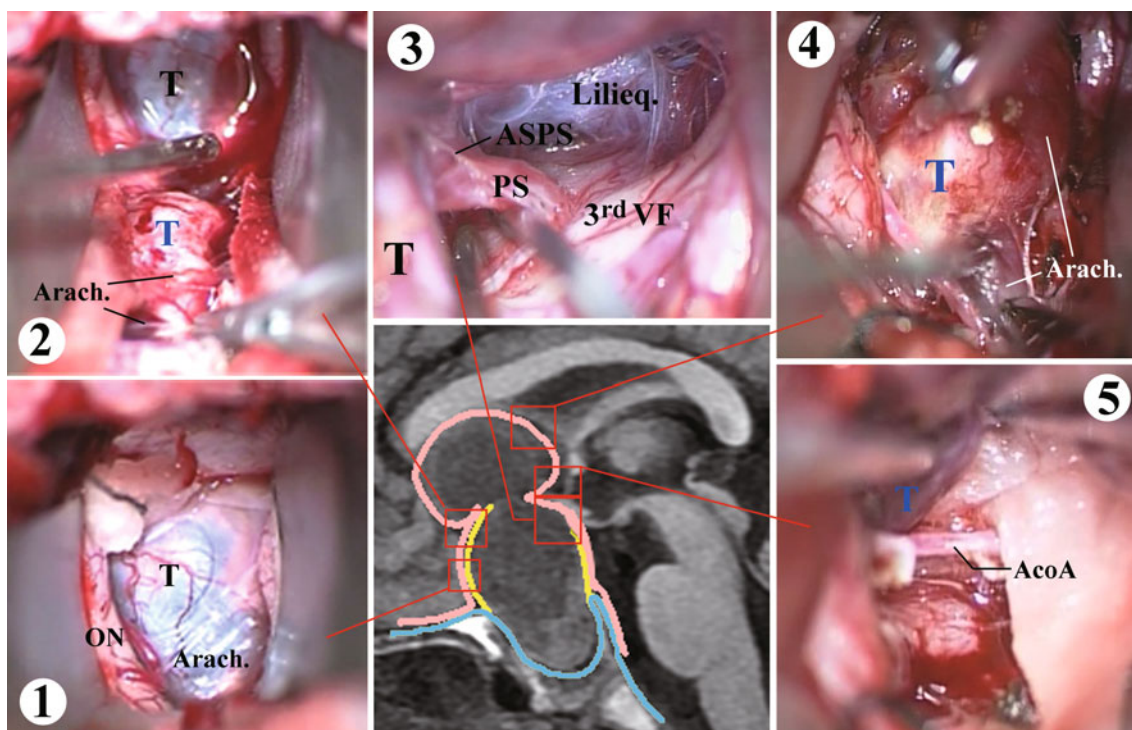 T
T
Arach.
2
3
Lilieq.
ASPS
PS
3rd VF
T
4
T
Arach.
T
ON
Arach.
1
5
T
AcoA